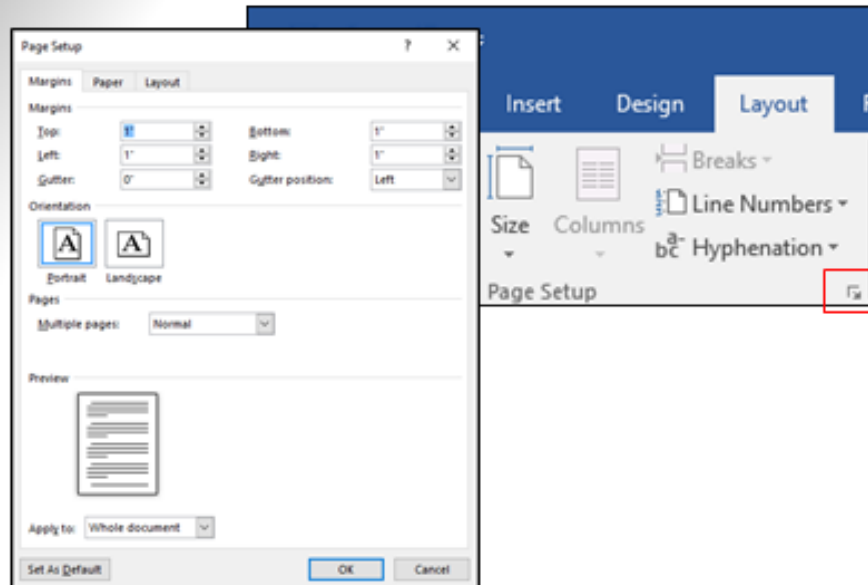 Page Setup ? ×
Margins Paper Layout
Margins
Top: 1" Bottom: 1"
Left: 1" Right: 1"
Gutter: 0" Gutter position: Left
Orientation
A A
Portrait Landscape
Pages
Multiple pages: Normal
Preview
Apply to: Whole document
Set As Default OK Cancel
Insert Design Layout
Breaks
Line Numbers
Size Columns
bc a- Hyphenation
Page Setup